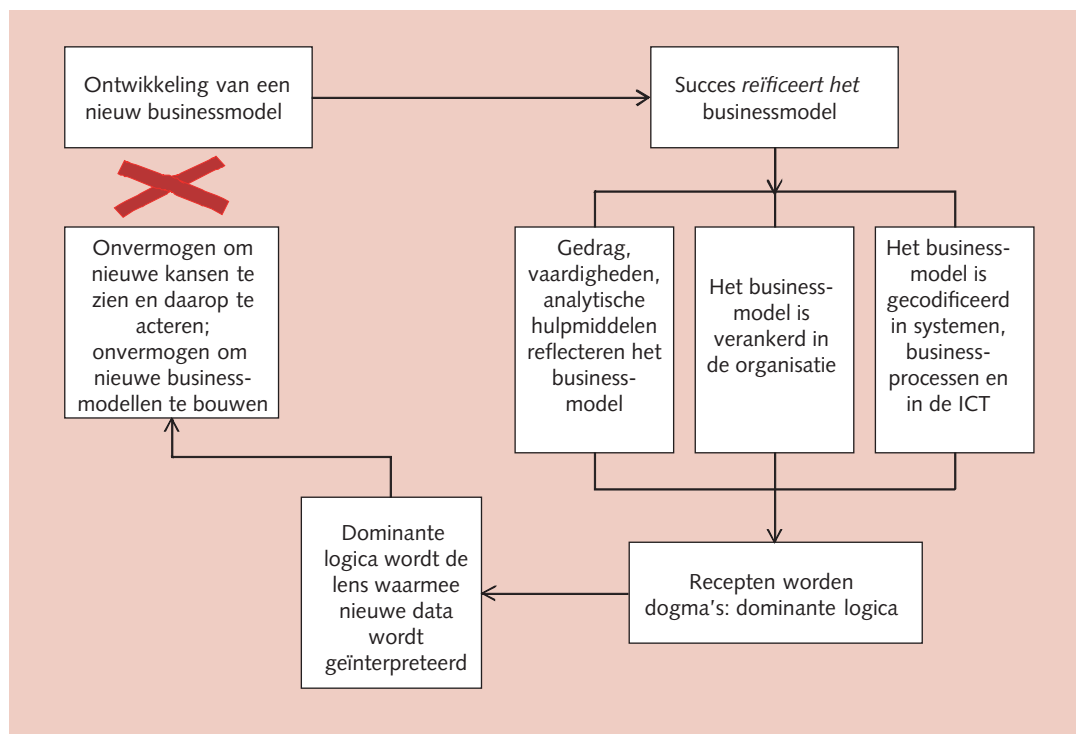 Ontwikkeling van een
nieuw businessmodel
Succes reïficeert het
businessmodel
Gedrag,
vaardigheden,
analytische
hulpmiddelen
reflecteren het
business-
model
Het business-
model is
verankerd in
de organisatie
Het business-
model is
gecodificeerd
in systemen,
business-
processen en
in de ICT
Recepten worden
dogma's: dominante logica
Dominante
logica wordt de
lens waarmee
nieuwe data
wordt
geïnterpreteerd
Onvermogen om
nieuwe kansen te
zien en daarop te
acteren;
onvermogen om
nieuwe business-
modellen te bouwen